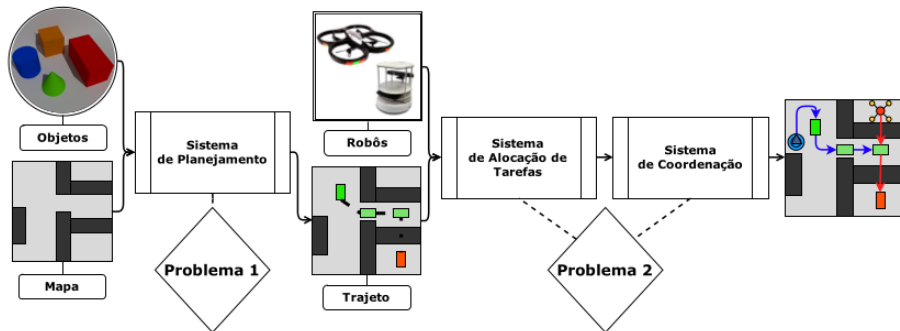 Objetos
Mapa
Sistema
de Planejamento
Problema 1
Robôs
Trajeto
Sistema
de Alocação de
Tarefas
Sistema
de Coordenação
Problema 2